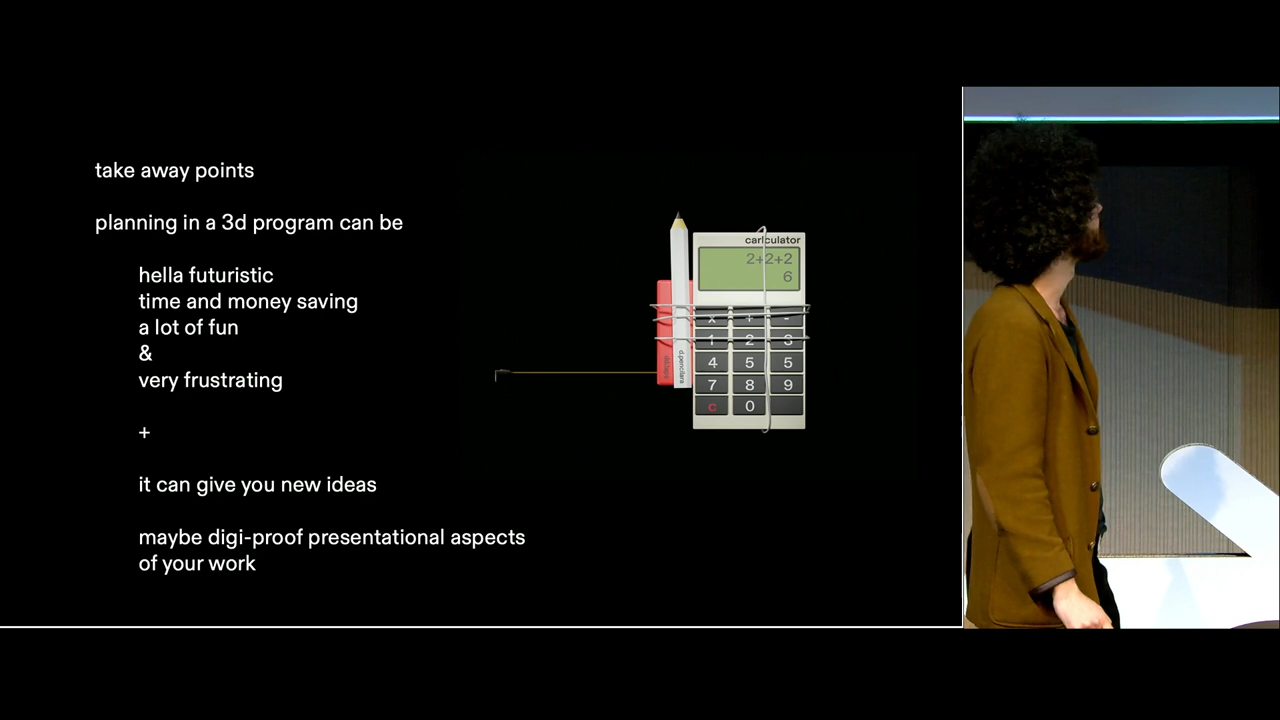 take away points
planning in a 3d program can be
hella futuristic
time and money saving
a lot of fun
&
very frustrating
+
it can give you new ideas
maybe digi-proof presentational aspects
of your work
carlculator
2+2+2
6
x + -
1 2 3
4 5 5
7 8 9
c 0
d.pencilara